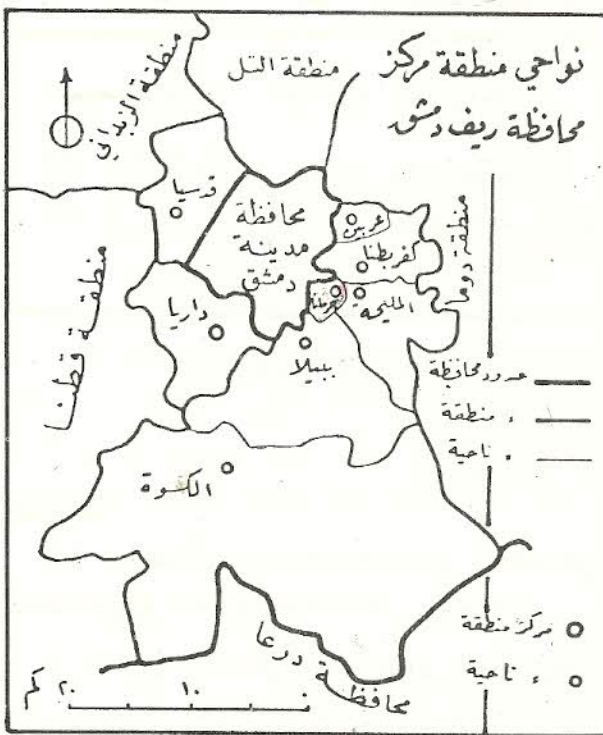 نواحي منطقة مركز
محافظة ريف دمشق
منطقة التل
منطقة الزبداني
قدسيا
محافظة
مدينة
دمشق
عربين
كفربطنا
جرمانا
المليحة
منطقة دوما
داريا
ببيلا
منطقة قطنا
الكسوة
حدود محافظة
، منطقة
، ناحية
مركز منطقة
، ناحية
محافظة درعا
٢٠ ١٠ كم